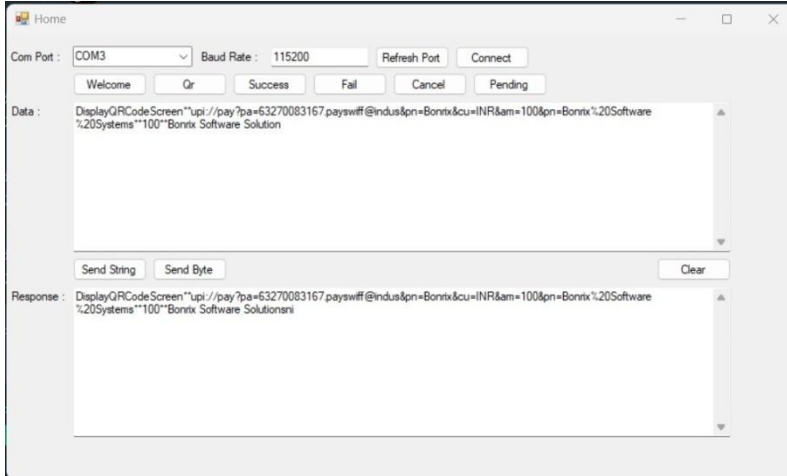 Home
Com Port : COM3 Baud Rate : 115200 Refresh Port Connect
Welcome Qr Success Fail Cancel Pending
Data : DisplayQRCodeScreen**upi://pay?pa=63270083167.payswiff@indus&pn=Bonrix&cu=INR&am=100&pn=Bonrix%20Software
%20Systems**100**Bonrix Software Solution
Send String Send Byte Clear
Response : DisplayQRCodeScreen**upi://pay?pa=63270083167.payswiff@indus&pn=Bonrix&cu=INR&am=100&pn=Bonrix%20Software
%20Systems**100**Bonrix Software Solutionsni